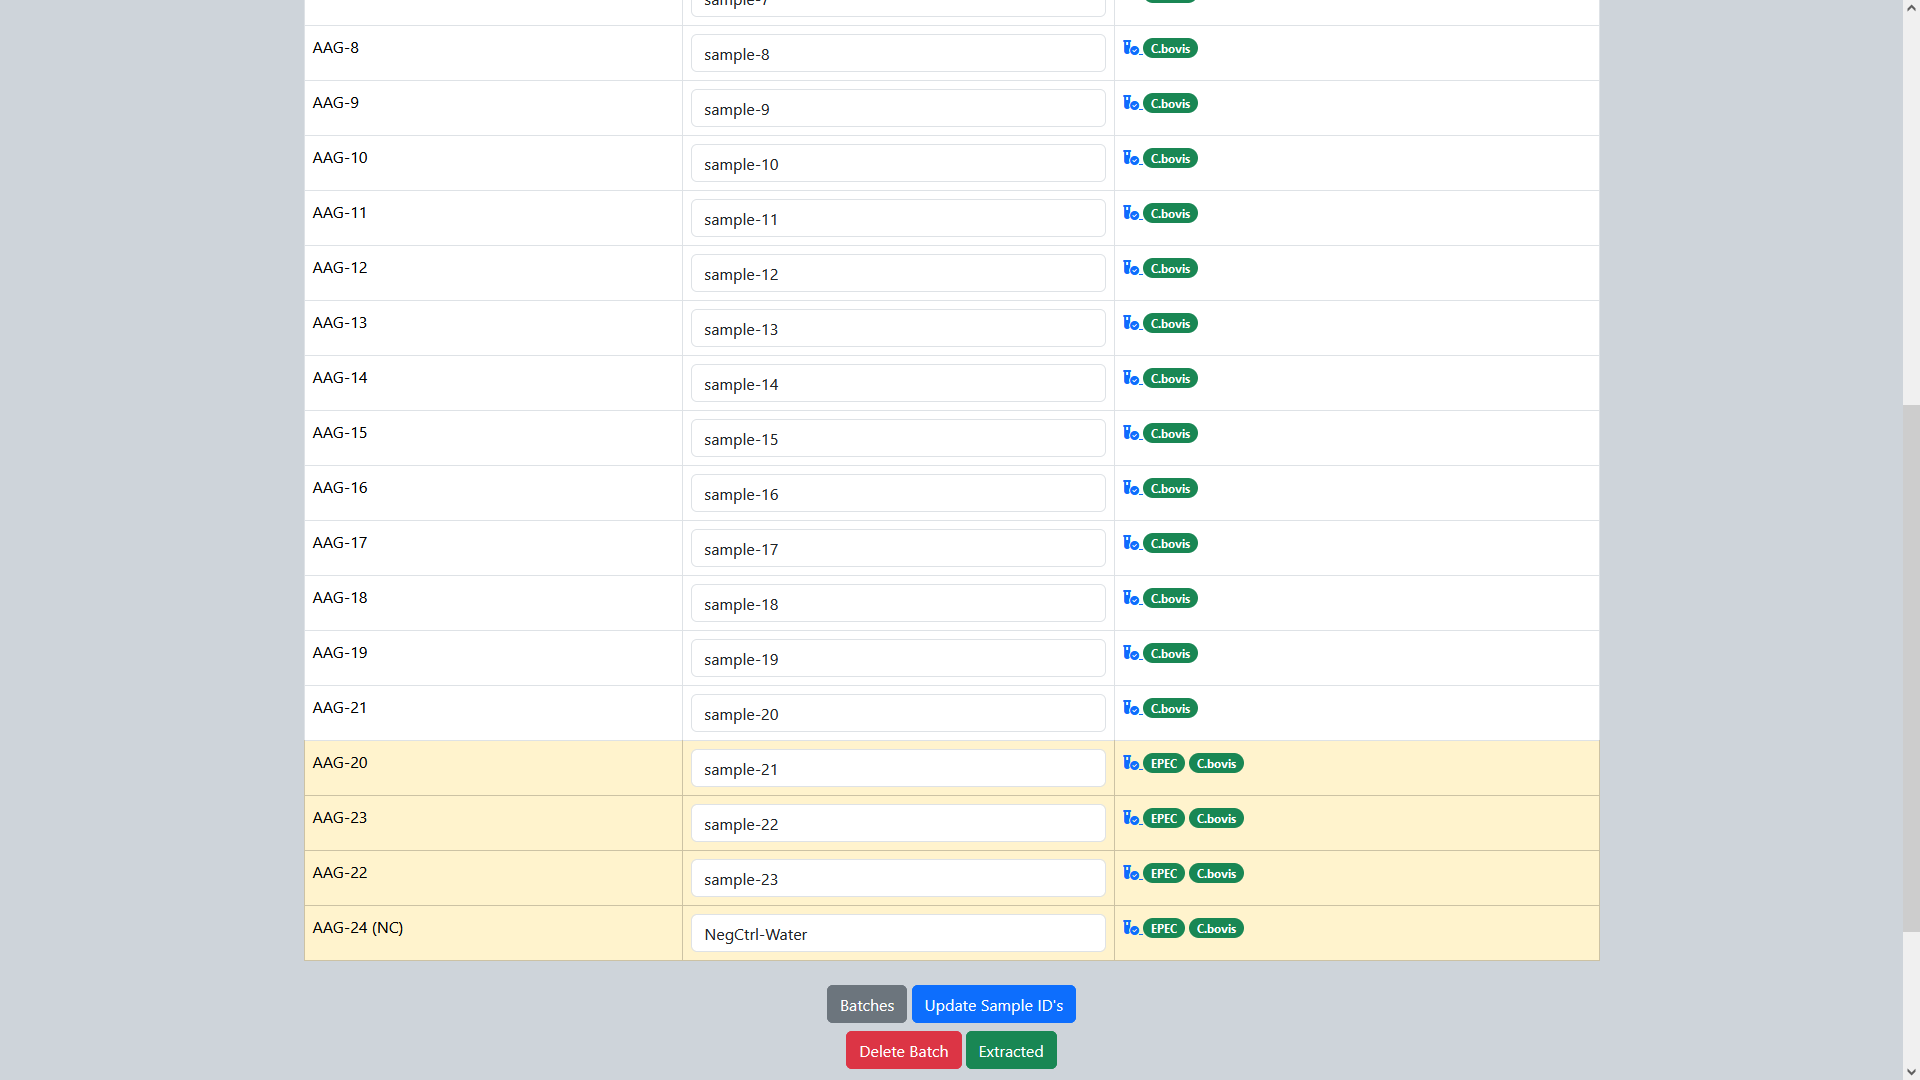 sample-7
AAG-8 sample-8 C.bovis
AAG-9 sample-9 C.bovis
AAG-10 sample-10 C.bovis
AAG-11 sample-11 C.bovis
AAG-12 sample-12 C.bovis
AAG-13 sample-13 C.bovis
AAG-14 sample-14 C.bovis
AAG-15 sample-15 C.bovis
AAG-16 sample-16 C.bovis
AAG-17 sample-17 C.bovis
AAG-18 sample-18 C.bovis
AAG-19 sample-19 C.bovis
AAG-21 sample-20 C.bovis
AAG-20 sample-21 EPEC C.bovis
AAG-23 sample-22 EPEC C.bovis
AAG-22 sample-23 EPEC C.bovis
AAG-24 (NC) NegCtrl-Water EPEC C.bovis
Batches Update Sample ID's
Delete Batch Extracted